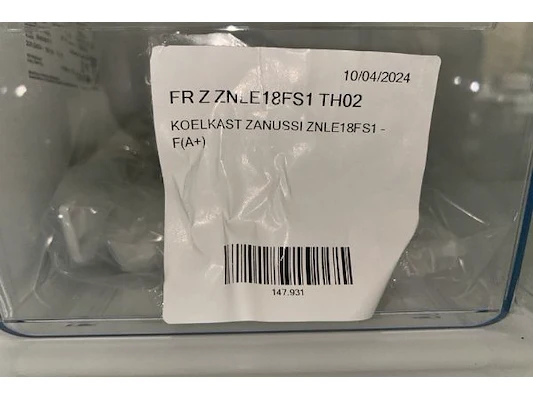 10/04/2024
FR Z ZNLE18FS1 TH02
KOELKAST ZANUSSI ZNLE18FS1 -
F(A+)
147.931